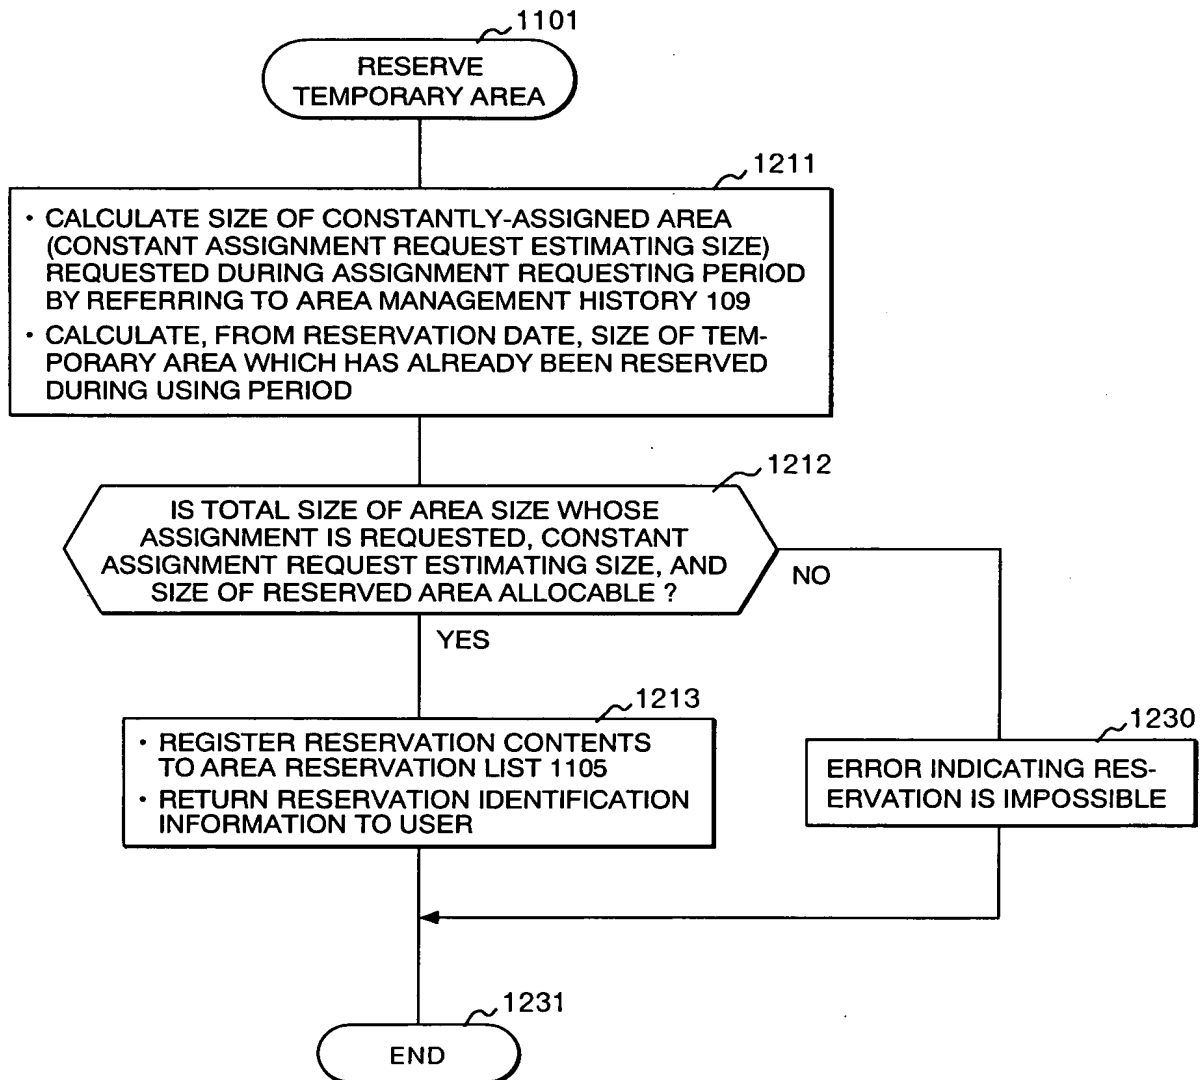 1101
RESERVE
TEMPORARY AREA
1211
• CALCULATE SIZE OF CONSTANTLY-ASSIGNED AREA
(CONSTANT ASSIGNMENT REQUEST ESTIMATING SIZE)
REQUESTED DURING ASSIGNMENT REQUESTING PERIOD
BY REFERRING TO AREA MANAGEMENT HISTORY 109
• CALCULATE, FROM RESERVATION DATE, SIZE OF TEM-
PORARY AREA WHICH HAS ALREADY BEEN RESERVED
DURING USING PERIOD
1212
IS TOTAL SIZE OF AREA SIZE WHOSE
ASSIGNMENT IS REQUESTED, CONSTANT
ASSIGNMENT REQUEST ESTIMATING SIZE, AND
SIZE OF RESERVED AREA ALLOCABLE ?
NO
YES
1213
• REGISTER RESERVATION CONTENTS
TO AREA RESERVATION LIST 1105
• RETURN RESERVATION IDENTIFICATION
INFORMATION TO USER
1230
ERROR INDICATING RES-
ERVATION IS IMPOSSIBLE
1231
END